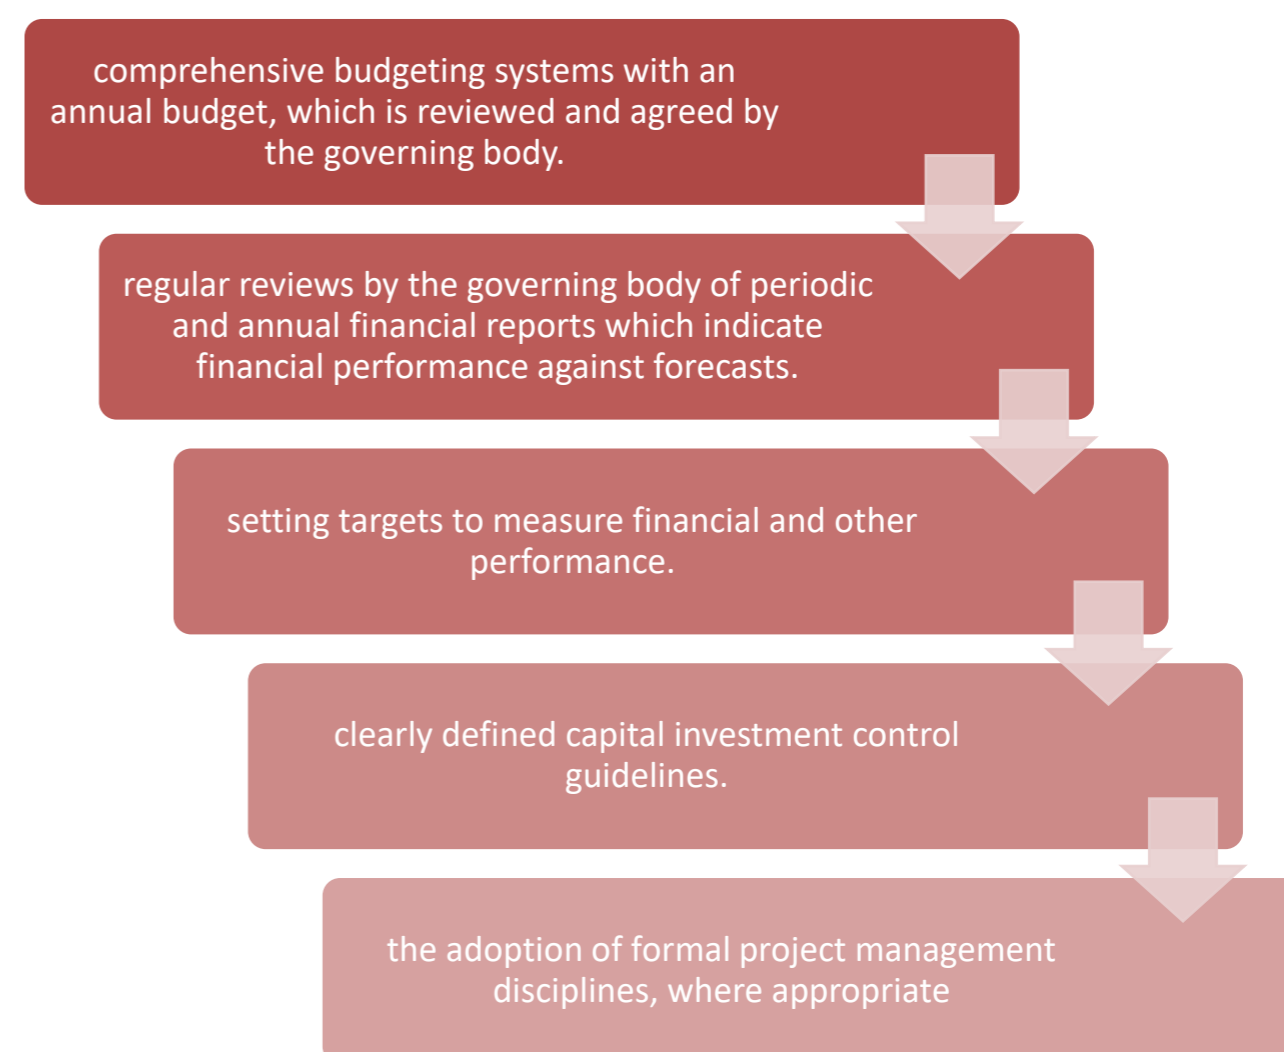 comprehensive budgeting systems with an
annual budget, which is reviewed and agreed by
the governing body.
regular reviews by the governing body of periodic
and annual financial reports which indicate
financial performance against forecasts.
setting targets to measure financial and other
performance.
clearly defined capital investment control
guidelines.
the adoption of formal project management
disciplines, where appropriate